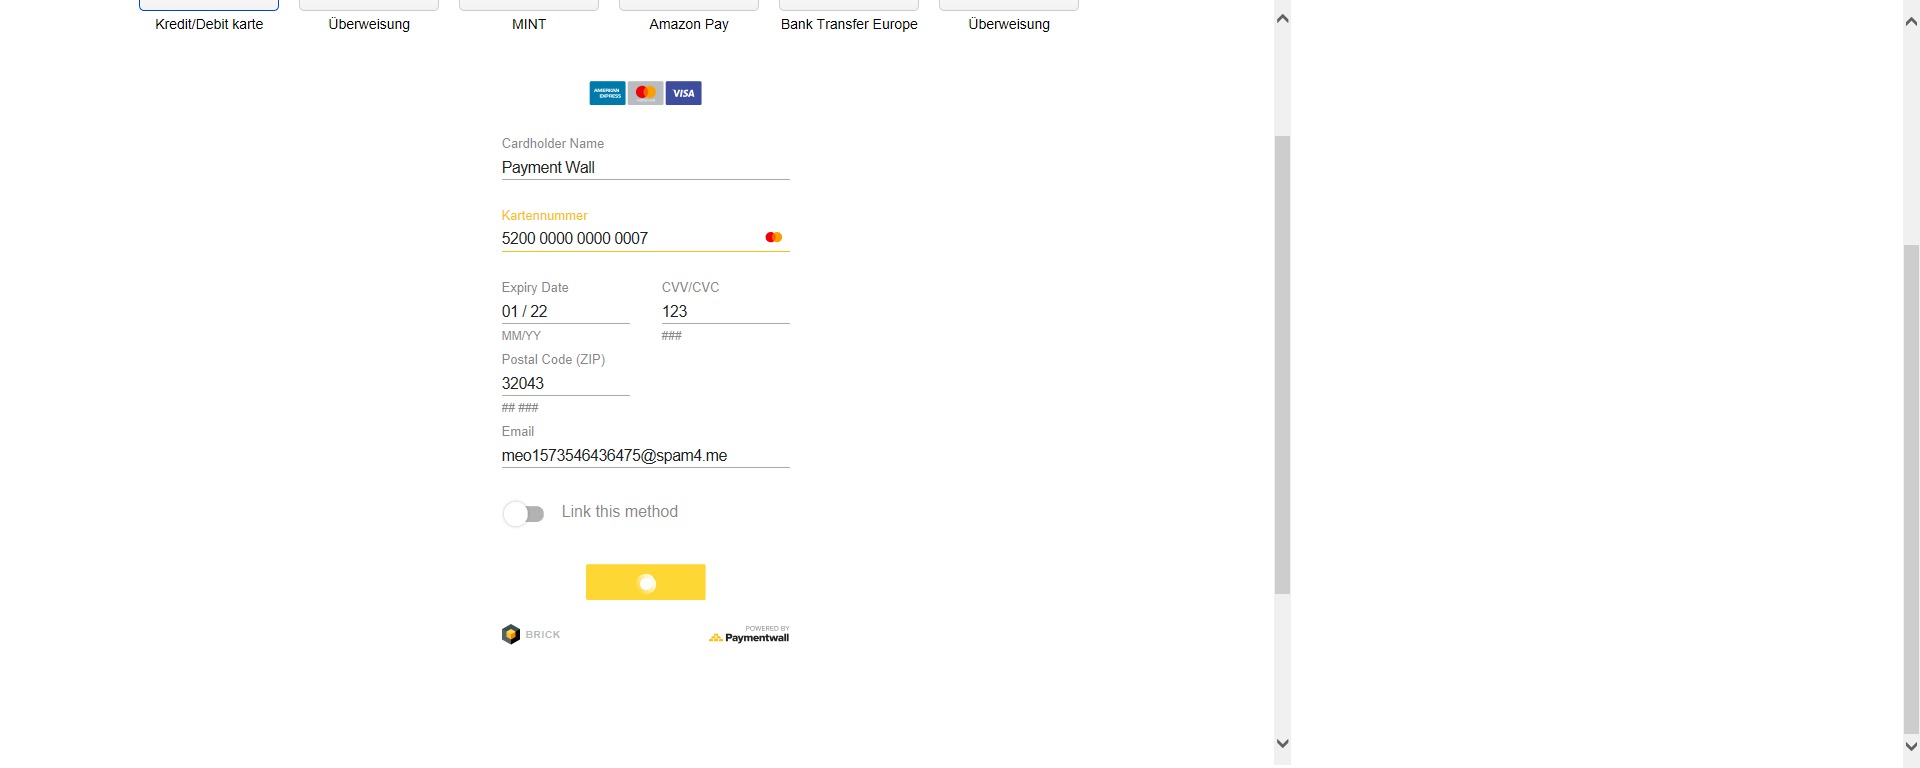 Kredit/Debit karte Überweisung MINT Amazon Pay Bank Transfer Europe Überweisung
AMERICAN EXPRESS VISA
Cardholder Name
Payment Wall
Kartennummer
5200 0000 0000 0007
Expiry Date CVV/CVC
01 / 22 123
MM/YY ###
Postal Code (ZIP)
32043
## ###
Email
meo1573546436475@spam4.me
Link this method
BRICK POWERED BY
Paymentwall